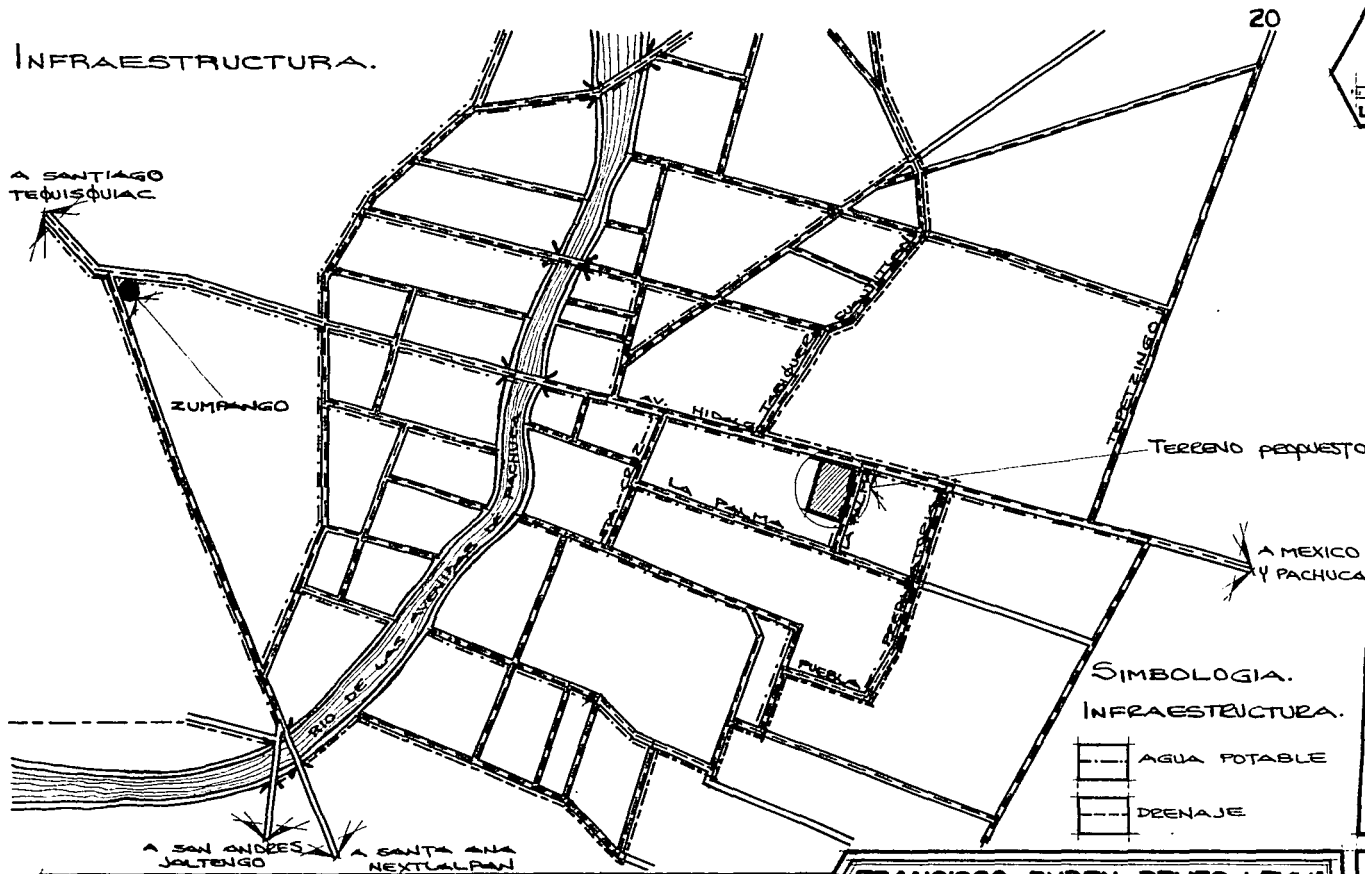 20
INFRAESTRUCTURA.
A SANTIAGO
TEQUISQUIAC
ZUMPANGO
AV. HIDALGO
TEPETZINGO
TERRENO PROPUESTO
LA PALMA
A MEXICO
Y PACHUCA
RIO DE LAS AVENIDAS DE PACHUCA
PUEBLA
SIMBOLOGIA.
INFRAESTRUCTURA.
AGUA POTABLE
DRENAJE
A SAN ANDRES
JALTENGO
A SANTA ANA
NEXTLALPAN